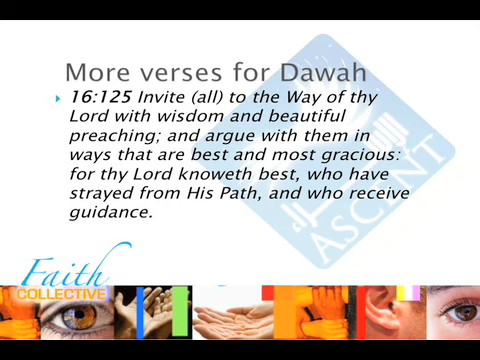 More verses for Dawah
16:125 Invite (all) to the Way of thy
Lord with wisdom and beautiful
preaching; and argue with them in
ways that are best and most gracious:
for thy Lord knoweth best, who have
strayed from His Path, and who receive
guidance.
ASCENT
Faith
COLLECTIVE